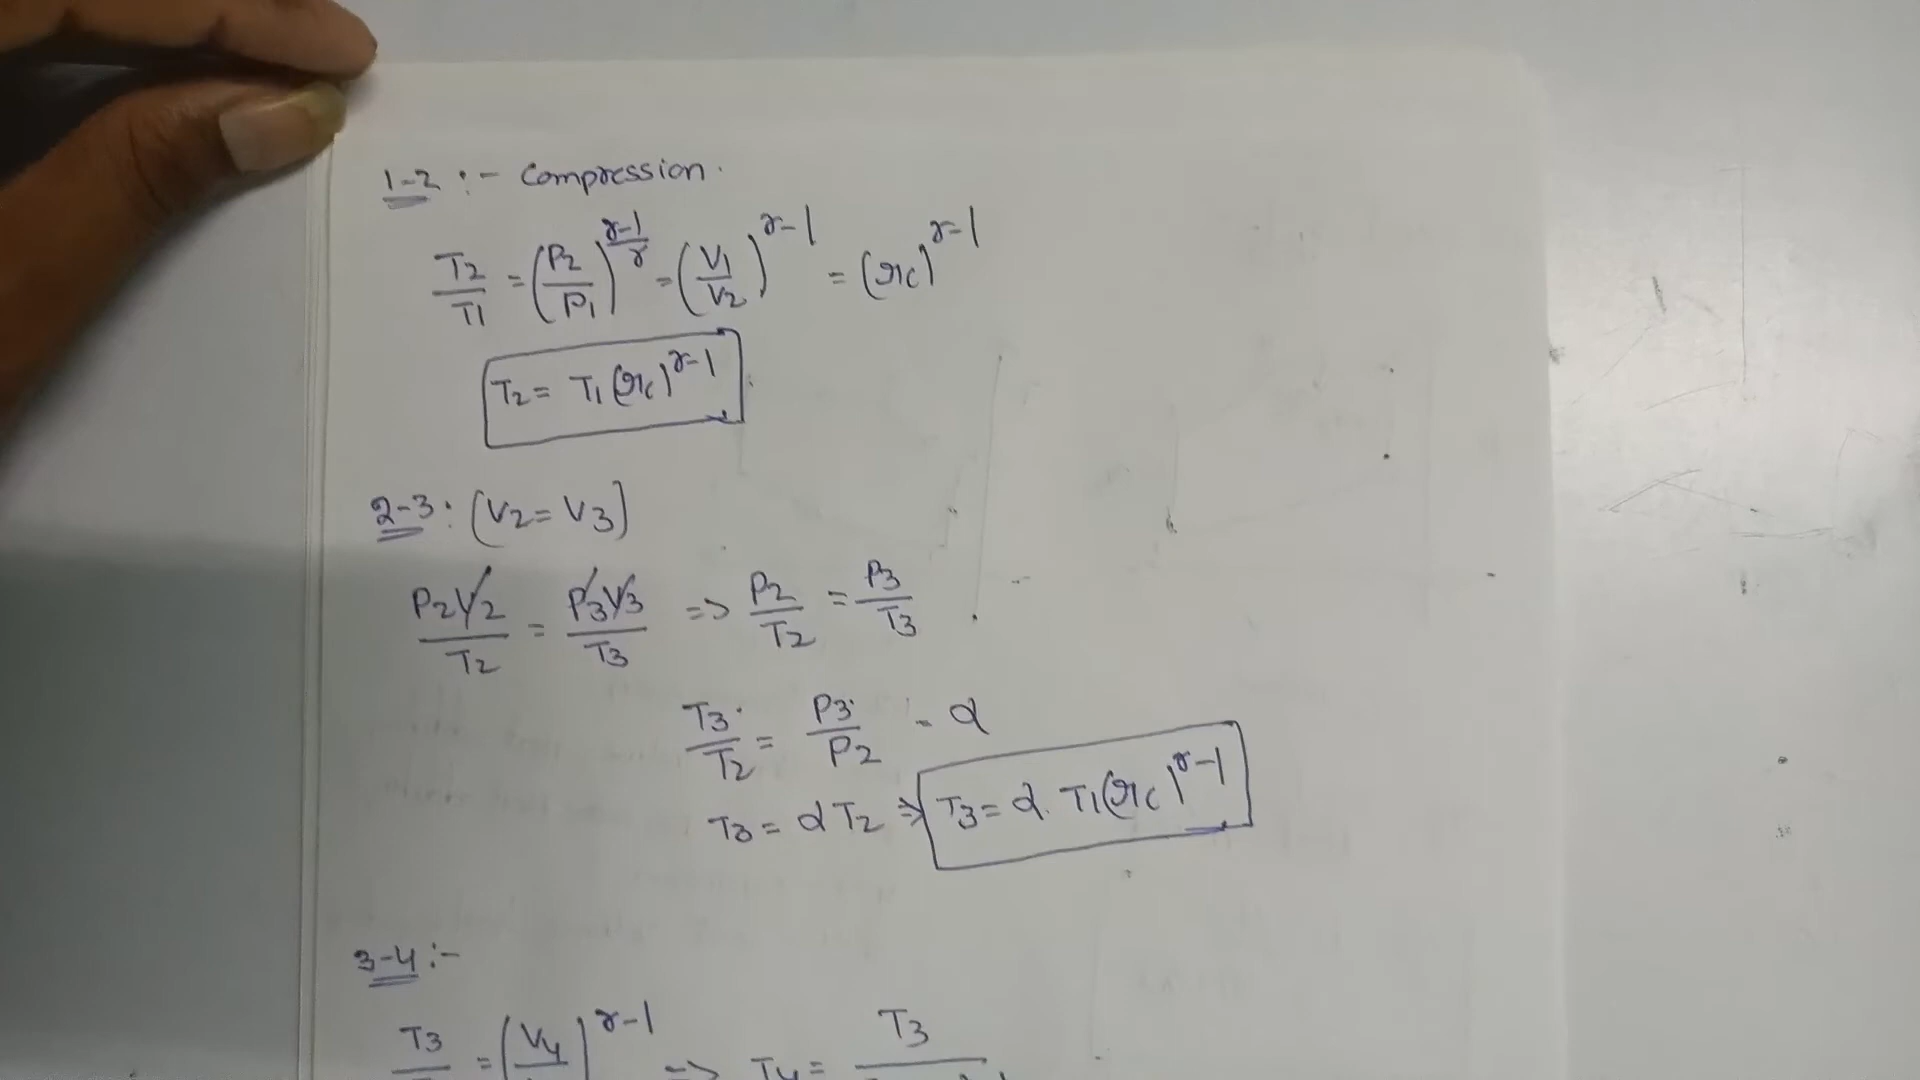 1-2 :- Compression.
T2/T1 = (P2/P1)^(γ-1)/γ = (V1/V2)^γ-1 = (rc)^γ-1
T2 = T1(rc)^γ-1
2-3: (V2 = V3)
P2V2/T2 = P3V3/T3 => P2/T2 = P3/T3
T3/T2 = P3/P2 = α
T3 = αT2 => T3 = α. T1(rc)^γ-1
3-4:-
T3 = (V4)^γ-1 => T4 = T3